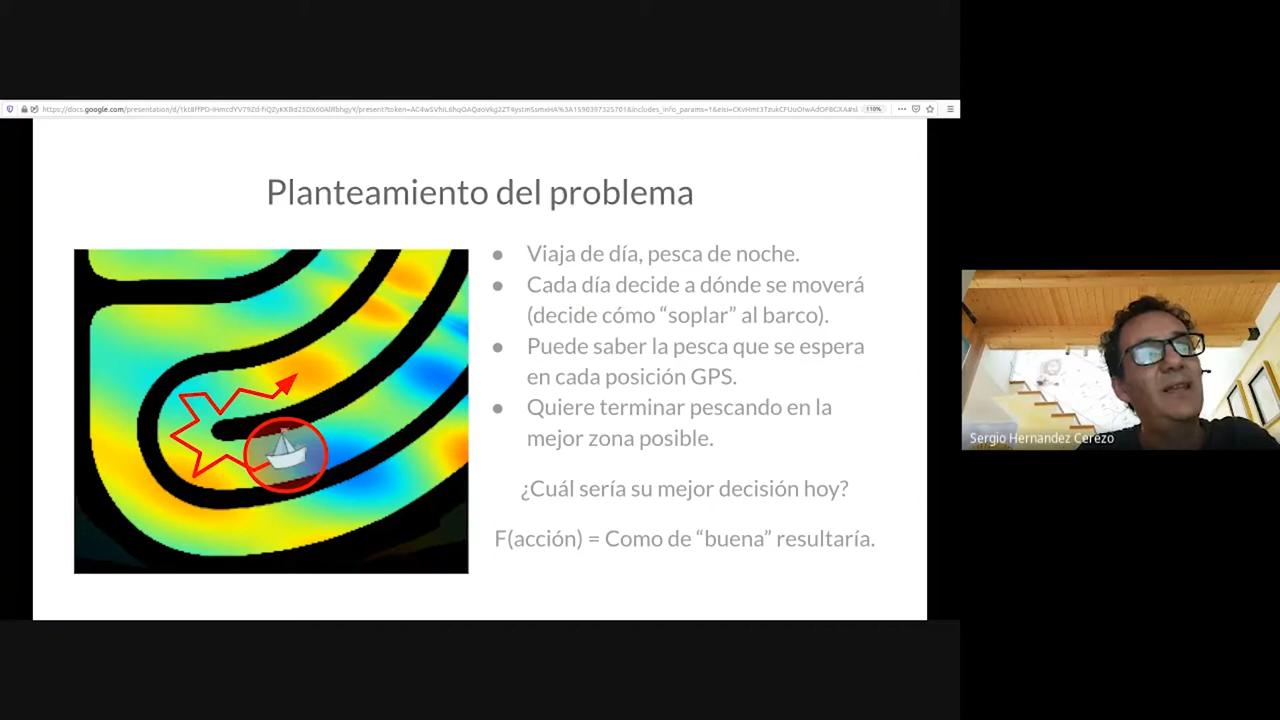 Planteamiento del problema
● Viaja de día, pesca de noche.
● Cada día decide a dónde se moverá
(decide cómo “soplar” al barco).
● Puede saber la pesca que se espera
en cada posición GPS.
● Quiere terminar pescando en la
mejor zona posible.
¿Cuál sería su mejor decisión hoy?
F(acción) = Como de “buena” resultaría.
Sergio Hernandez Cerezo
110%